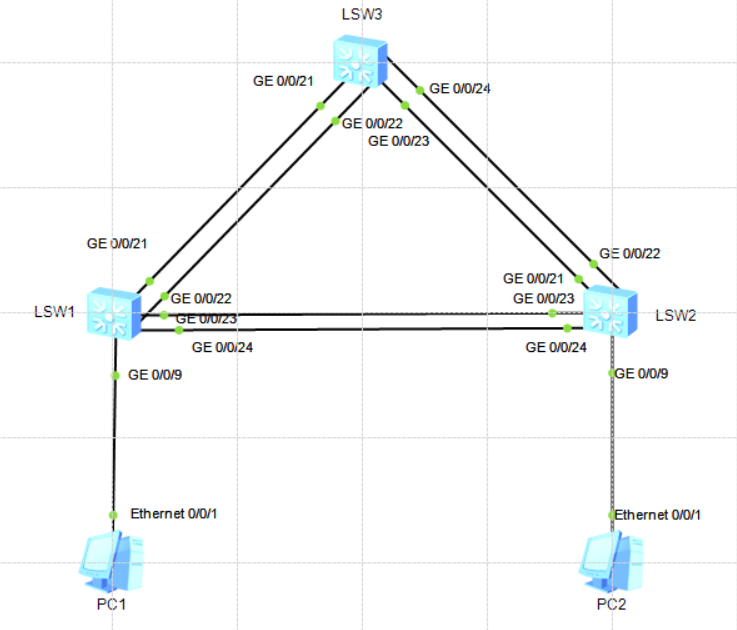 LSW3
GE 0/0/21
GE 0/0/24
GE 0/0/22
GE 0/0/23
GE 0/0/21
GE 0/0/22
GE 0/0/21
GE 0/0/22
GE 0/0/23
LSW1
GE 0/0/23
LSW2
GE 0/0/24
GE 0/0/24
GE 0/0/9
GE 0/0/9
Ethernet 0/0/1
Ethernet 0/0/1
PC1
PC2